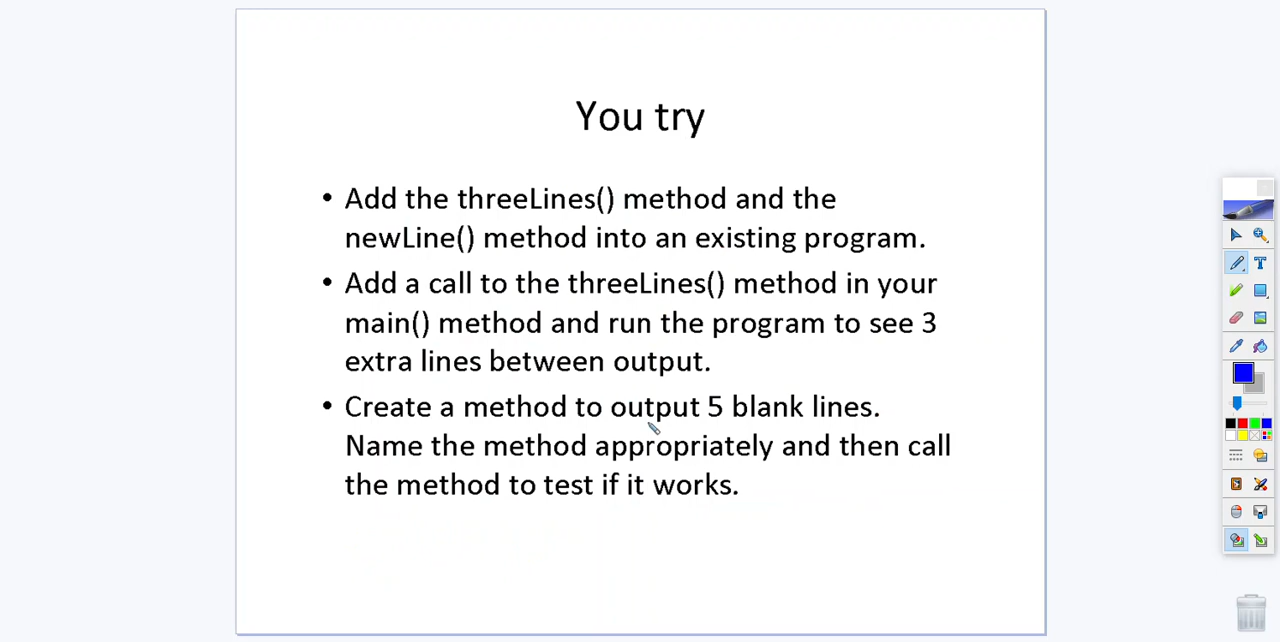 You try
• Add the threeLines() method and the
newLine() method into an existing program.
• Add a call to the threeLines() method in your
main() method and run the program to see 3
extra lines between output.
• Create a method to output 5 blank lines.
Name the method appropriately and then call
the method to test if it works.
T